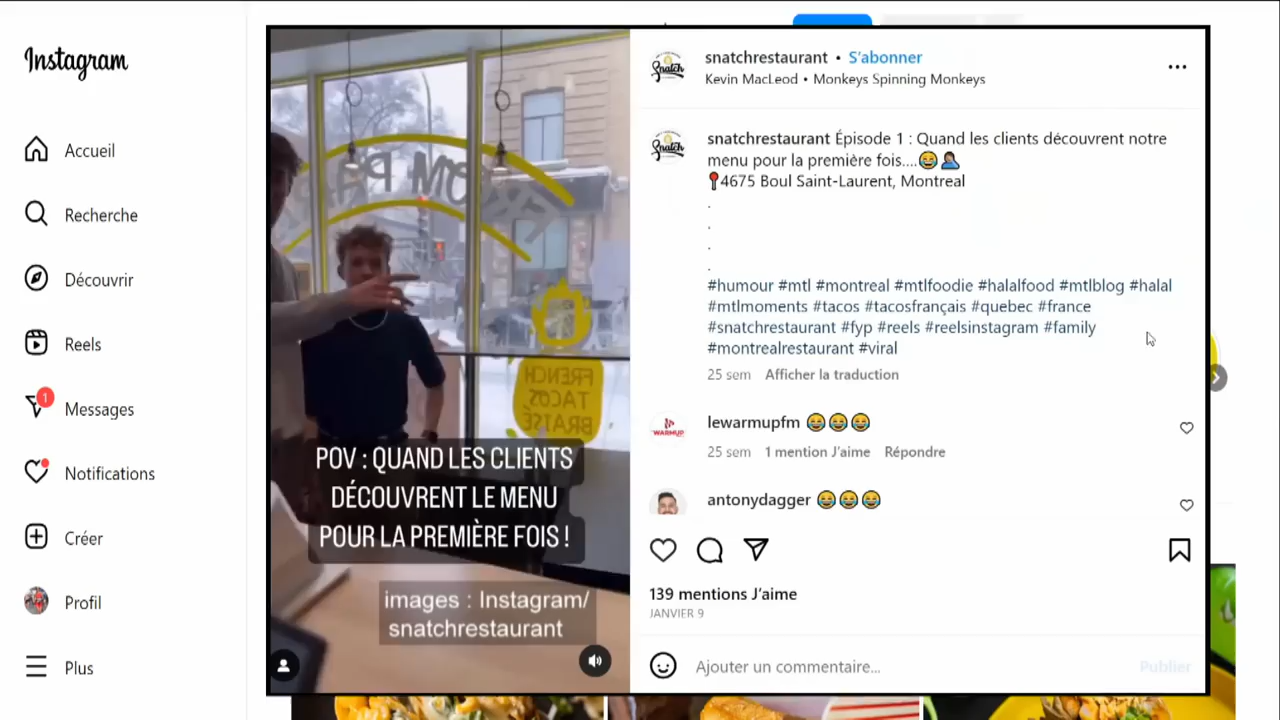 Instagram
Accueil
Recherche
Découvrir
Reels
1
Messages
Notifications
Créer
Profil
Plus
FRENCH
TACOS
BRAISÉ
POV : QUAND LES CLIENTS
DÉCOUVRENT LE MENU
POUR LA PREMIÈRE FOIS !
images : Instagram/
snatchrestaurant
Snatch
snatchrestaurant • S'abonner
Kevin MacLeod • Monkeys Spinning Monkeys
Snatch
snatchrestaurant Épisode 1 : Quand les clients découvrent notre
menu pour la première fois....😂🤦🏽
📍4675 Boul Saint-Laurent, Montreal
.
.
.
.
#humour #mtl #montreal #mtlfoodie #halalfood #mtlblog #halal
#mtlmoments #tacos #tacosfrançais #quebec #france
#snatchrestaurant #fyp #reels #reelsinstagram #family
#montrealrestaurant #viral
25 sem Afficher la traduction
WARMUP
lewarmupfm 😂😂😂
25 sem 1 mention J'aime Répondre
antonydagger 😂😂😂
139 mentions J'aime
JANVIER 9
Ajouter un commentaire...
Publier